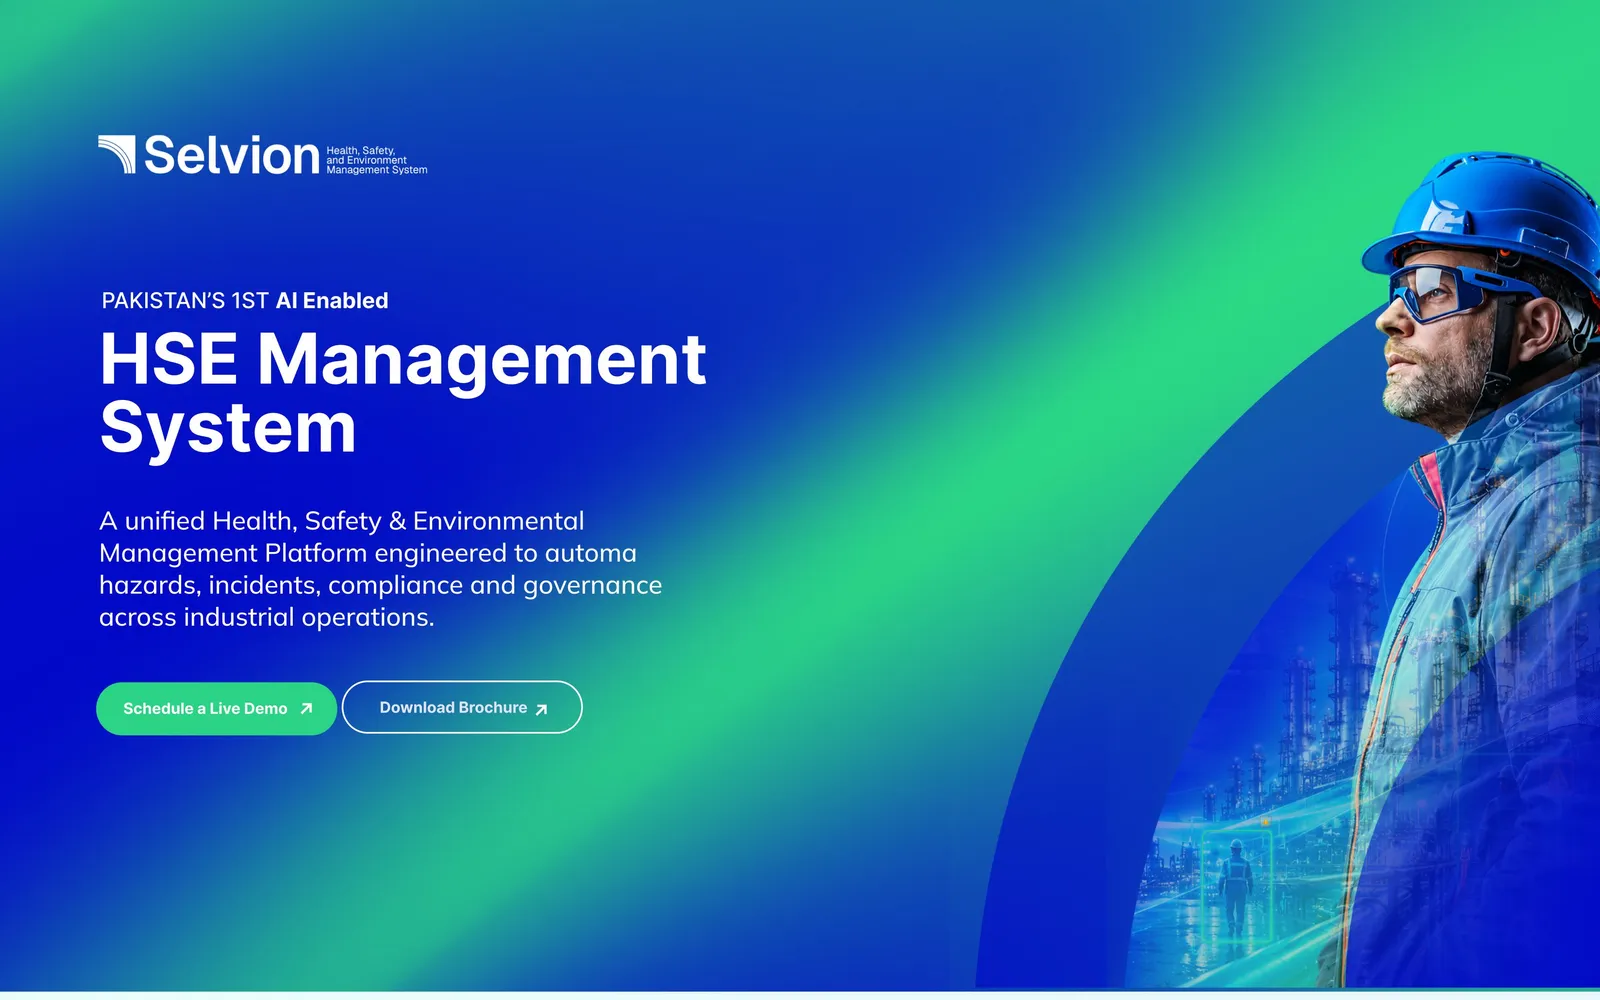 Selvion
Health, Safety,
and Environment
Management System
PAKISTAN'S 1ST AI Enabled
HSE Management
System
A unified Health, Safety & Environmental
Management Platform engineered to automa
hazards, incidents, compliance and governance
across industrial operations.
Schedule a Live Demo
Download Brochure